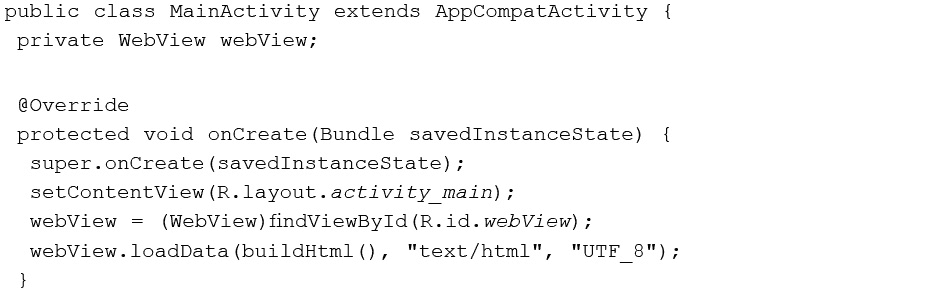 public class MainActivity extends AppCompatActivity {
private WebView webView;
@Override
protected void onCreate(Bundle savedInstanceState) {
super.onCreate(savedInstanceState);
setContentView(R.layout.activity_main);
webView = (WebView)findViewById(R.id.webView);
webView.loadData(buildHtml(), "text/html", "UTF_8");
}